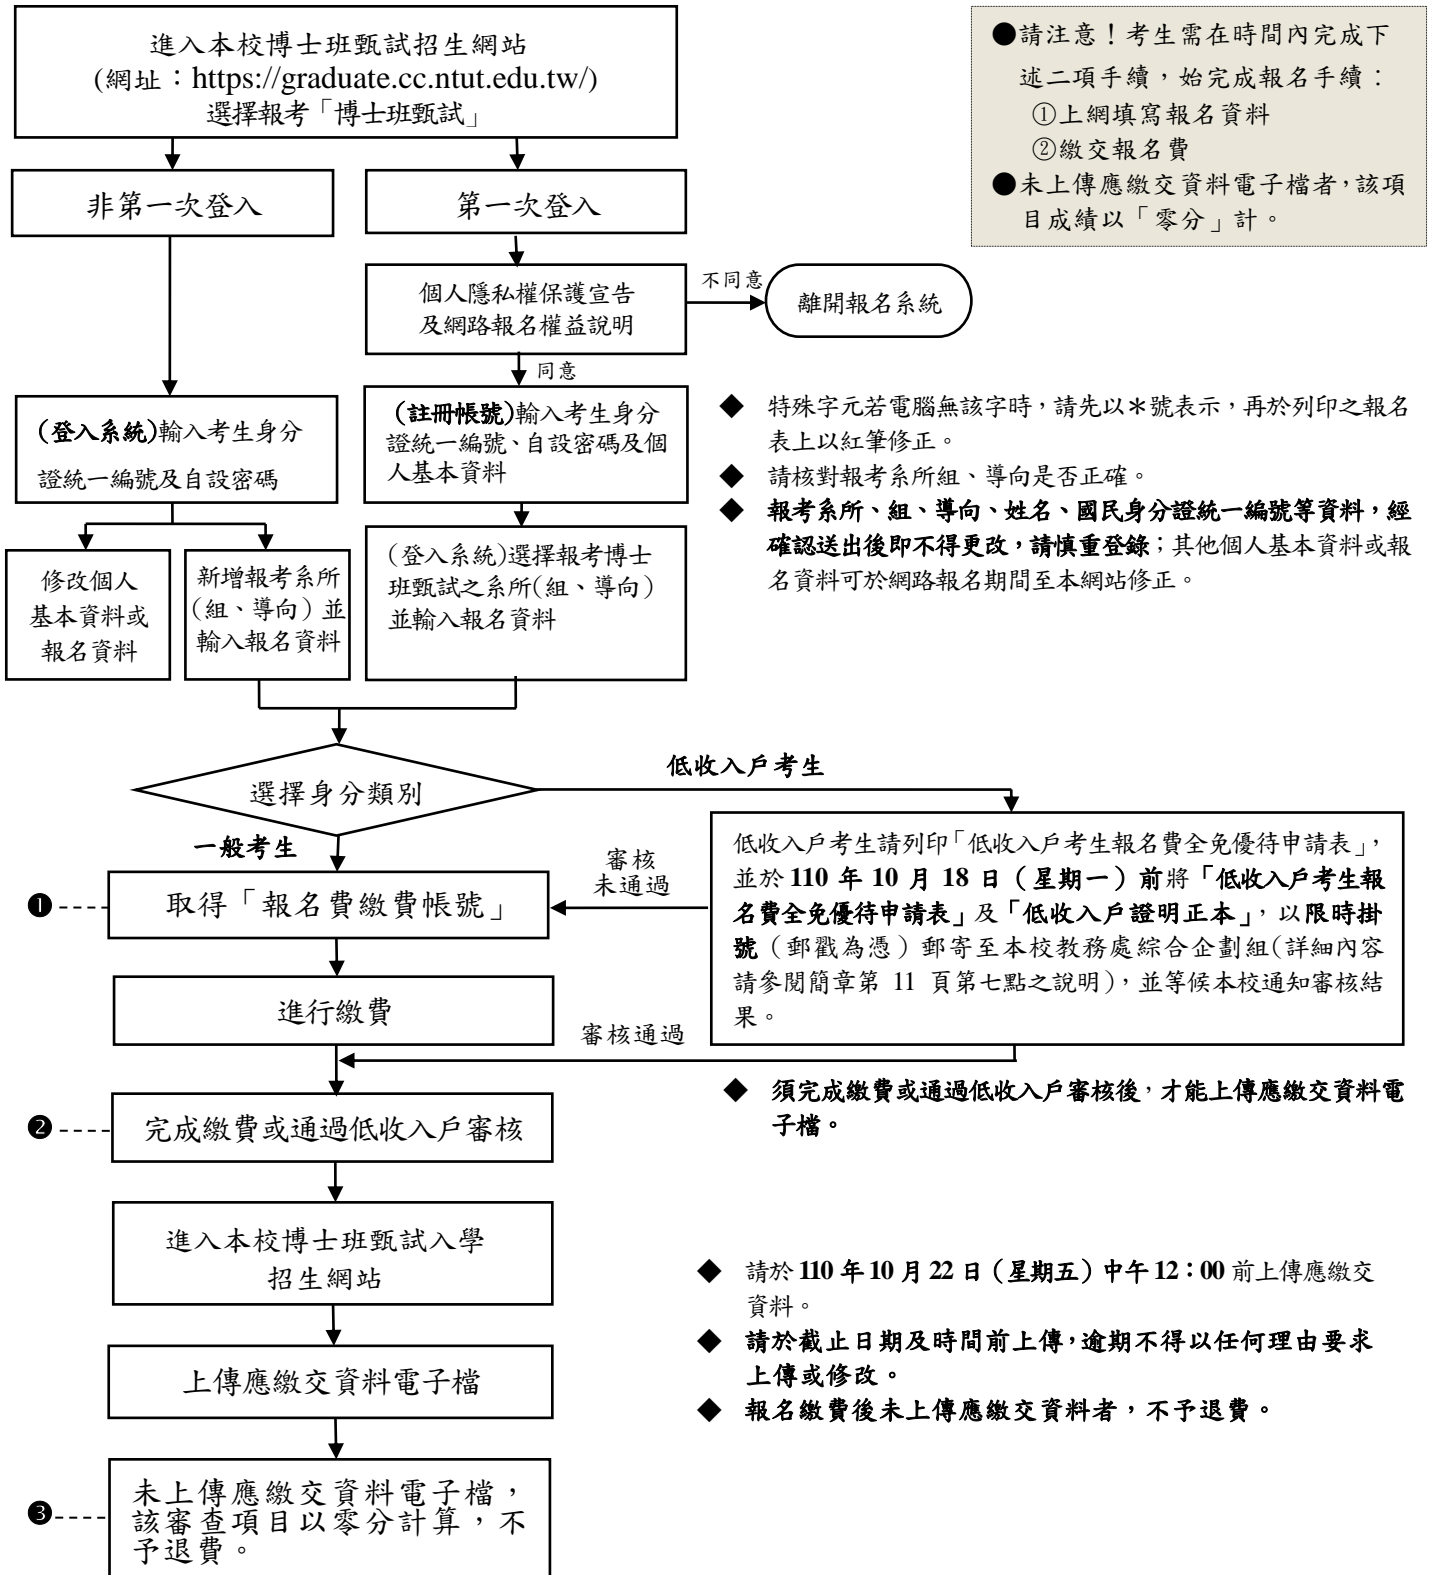 進入本校博士班甄試招生網站
(網址：https://graduate.cc.ntut.edu.tw/)
選擇報考「博士班甄試」
●請注意！考生需在時間內完成下
述二項手續，始完成報名手續：
①上網填寫報名資料
②繳交報名費
●未上傳應繳交資料電子檔者，該項
目成績以「零分」計。
非第一次登入
第一次登入
個人隱私權保護宣告
及網路報名權益說明
不同意
離開報名系統
同意
(登入系統)輸入考生身分
證統一編號及自設密碼
(註冊帳號)輸入考生身分
證統一編號、自設密碼及個
人基本資料
◆ 特殊字元若電腦無該字時，請先以＊號表示，再於列印之報名
表上以紅筆修正。
◆ 請核對報考系所組、導向是否正確。
◆ 報考系所、組、導向、姓名、國民身分證統一編號等資料，經
確認送出後即不得更改，請慎重登錄；其他個人基本資料或報
名資料可於網路報名期間至本網站修正。
修改個人
基本資料或
報名資料
新增報考系所
(組、導向)並
輸入報名資料
(登入系統)選擇報考博士
班甄試之系所(組、導向)
並輸入報名資料
選擇身分類別
低收入戶考生
一般考生
審核
未通過
低收入戶考生請列印「低收入戶考生報名費全免優待申請表」，
並於 110 年 10 月 18 日（星期一）前將「低收入戶考生報
名費全免優待申請表」及「低收入戶證明正本」，以限時掛
號（郵戳為憑）郵寄至本校教務處綜合企劃組(詳細內容
請參閱簡章第 11 頁第七點之說明)，並等候本校通知審核結
果。
❶ 取得「報名費繳費帳號」
進行繳費
審核通過
◆ 須完成繳費或通過低收入戶審核後，才能上傳應繳交資料電
子檔。
❷ 完成繳費或通過低收入戶審核
進入本校博士班甄試入學
招生網站
◆ 請於 110 年 10 月 22 日（星期五）中午 12：00 前上傳應繳交
資料。
◆ 請於截止日期及時間前上傳，逾期不得以任何理由要求
上傳或修改。
◆ 報名繳費後未上傳應繳交資料者，不予退費。
上傳應繳交資料電子檔
❸ 未上傳應繳交資料電子檔，
該審查項目以零分計算，不
予退費。